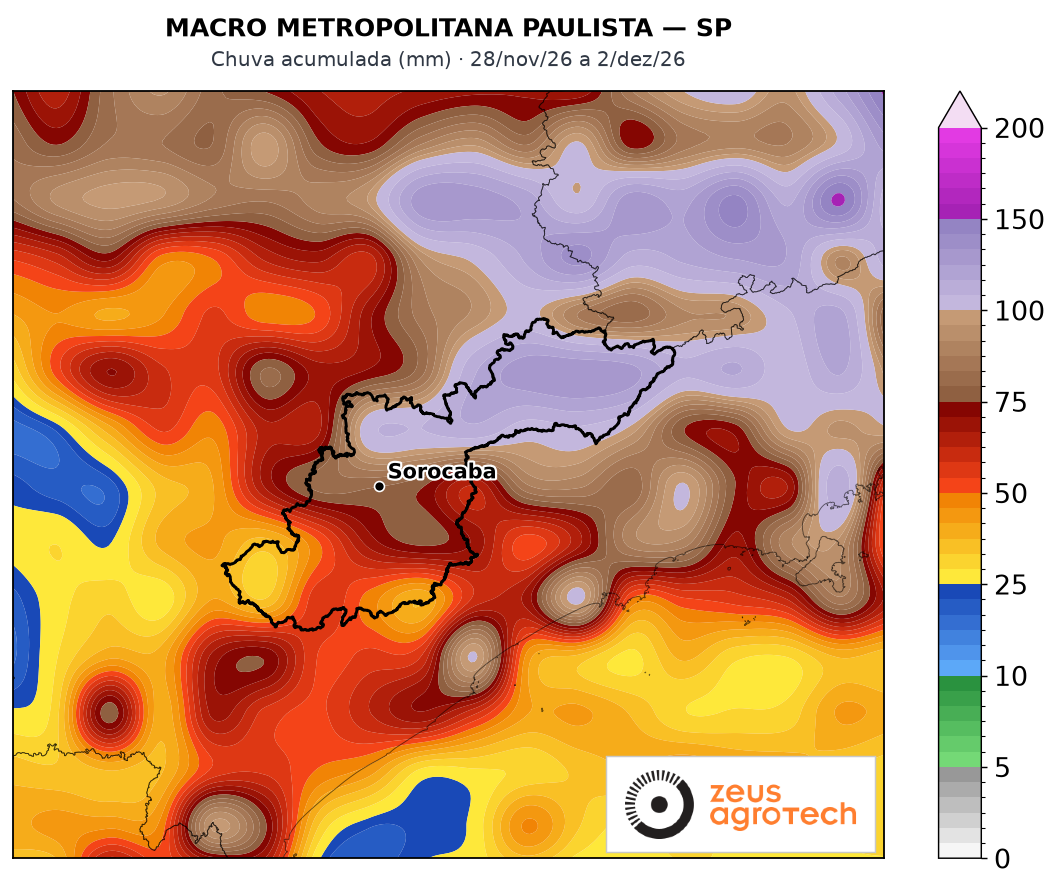 MACRO METROPOLITANA PAULISTA — SP
Chuva acumulada (mm) · 28/nov/26 a 2/dez/26
200
150
100
75
50
25
10
5
0
Sorocaba
zeus
agrotech